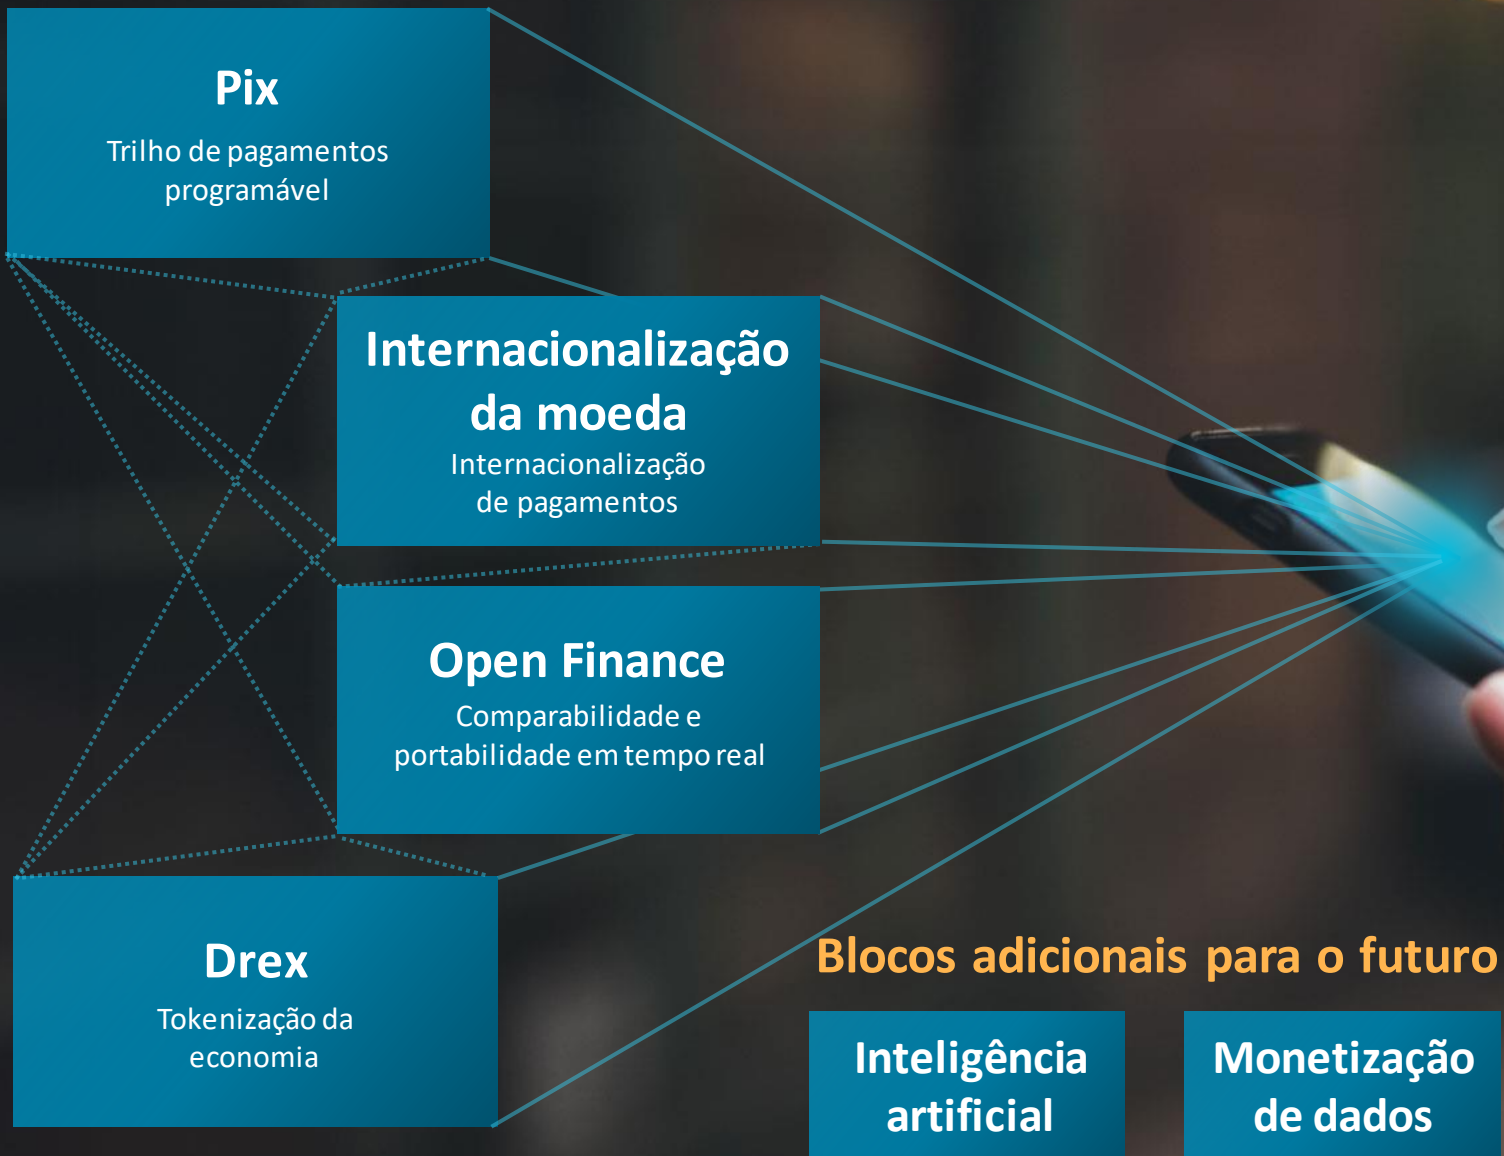 Pix
Trilho de pagamentos
programável
Internacionalização
da moeda
Internacionalização
de pagamentos
Open Finance
Comparabilidade e
portabilidade em tempo real
Drex
Tokenização da
economia
Blocos adicionais para o futuro
Inteligência
artificial
Monetização
de dados